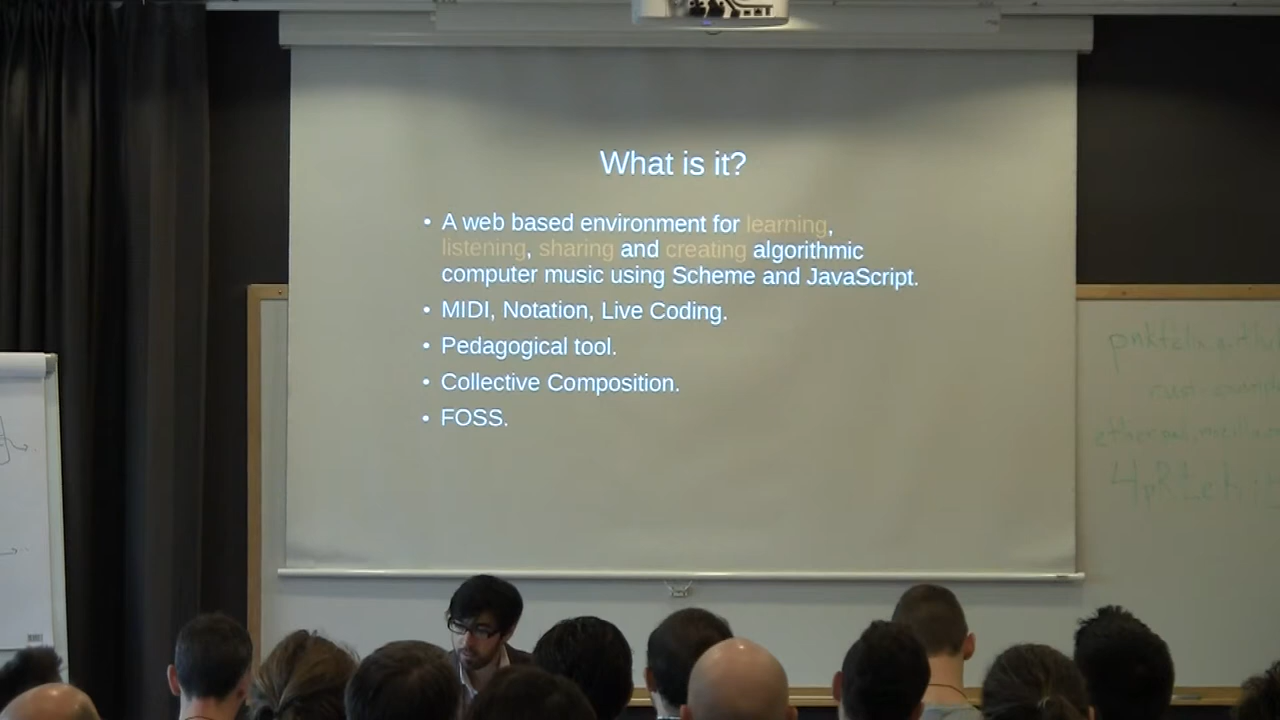 What is it?
• A web based environment for learning,
listening, sharing and creating algorithmic
computer music using Scheme and JavaScript.
• MIDI, Notation, Live Coding.
• Pedagogical tool.
• Collective Composition.
• FOSS.